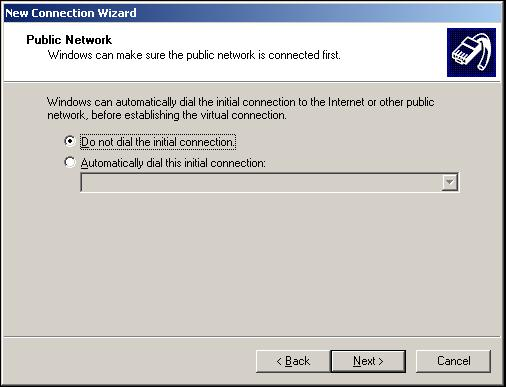 New Connection Wizard
Public Network
Windows can make sure the public network is connected first.
Windows can automatically dial the initial connection to the Internet or other public
network, before establishing the virtual connection.
Do not dial the initial connection.
Automatically dial this initial connection:
< Back Next > Cancel